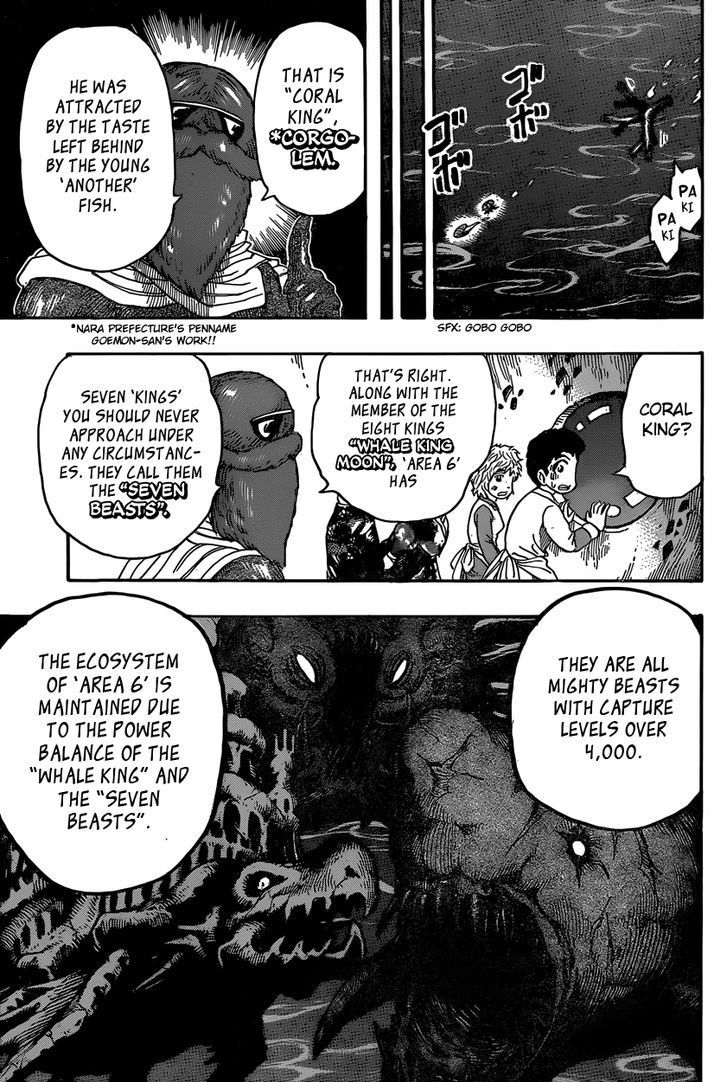 ゴボ
ゴボ
PA
KI
PA
KI
SFX: GOBO GOBO
THAT IS
"CORAL
KING",
*CORGO-
LEM.
HE WAS
ATTRACTED
BY THE TASTE
LEFT BEHIND
BY THE YOUNG
'ANOTHER'
FISH.
*NARA PREFECTURE'S PENNAME
GOEMON-SAN'S WORK!!
CORAL
KING?
THAT'S RIGHT.
ALONG WITH THE
MEMBER OF THE
EIGHT KINGS
"WHALE KING
MOON", 'AREA 6'
HAS
SEVEN 'KINGS'
YOU SHOULD NEVER
APPROACH UNDER
ANY CIRCUMSTANC-
ES. THEY CALL THEM
THE "SEVEN
BEASTS".
THEY ARE ALL
MIGHTY BEASTS
WITH CAPTURE
LEVELS OVER
4,000.
THE ECOSYSTEM
OF 'AREA 6' IS
MAINTAINED DUE
TO THE POWER
BALANCE OF THE
"WHALE KING" AND
THE "SEVEN
BEASTS".